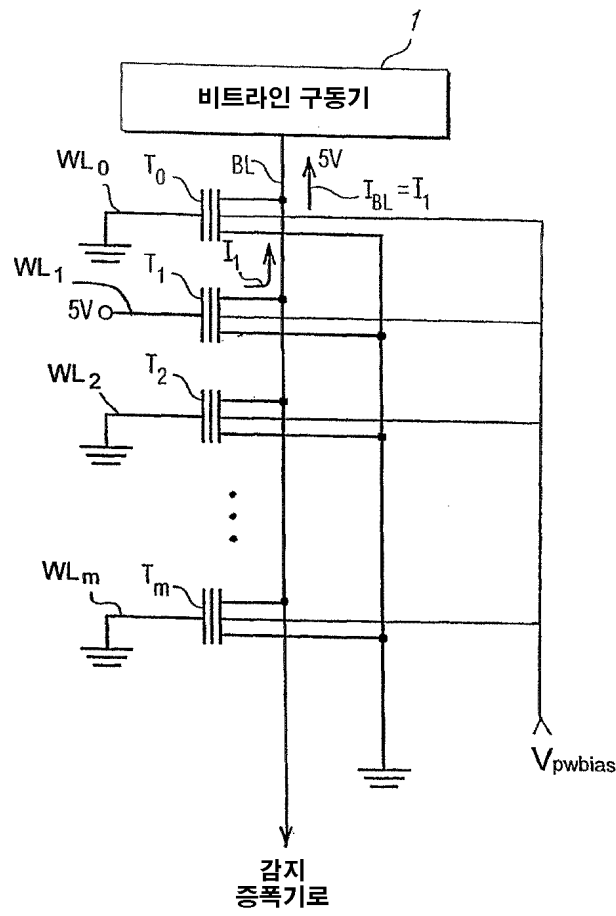 1
비트라인 구동기
WL0 T0 BL 5V
IBL = I1
I1
WL1 T1
5V
WL2 T2
WLm Tm
Vpwbias
감지
증폭기로